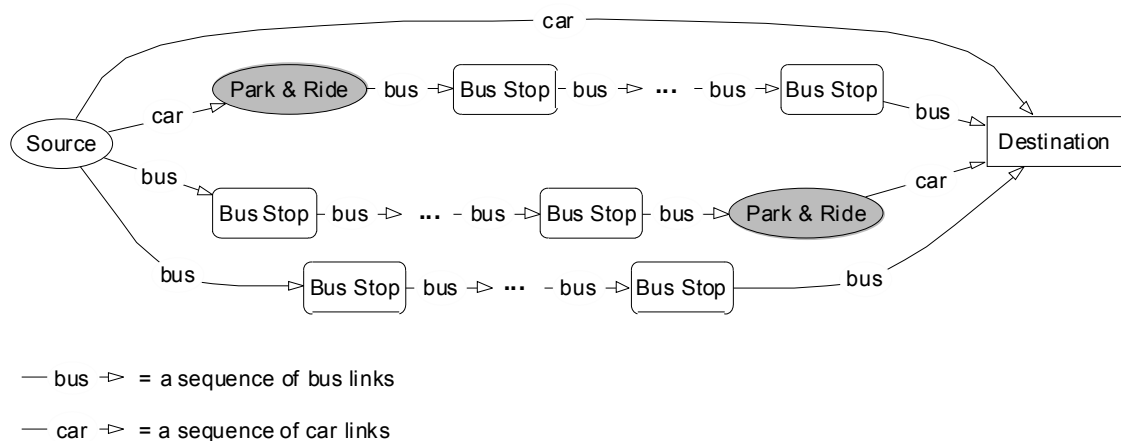 car
Park & Ride bus Bus Stop bus ... bus Bus Stop
car bus
Source Destination
bus car
Bus Stop bus ... bus Bus Stop bus Park & Ride
bus Bus Stop bus ... bus Bus Stop bus
bus = a sequence of bus links
car = a sequence of car links